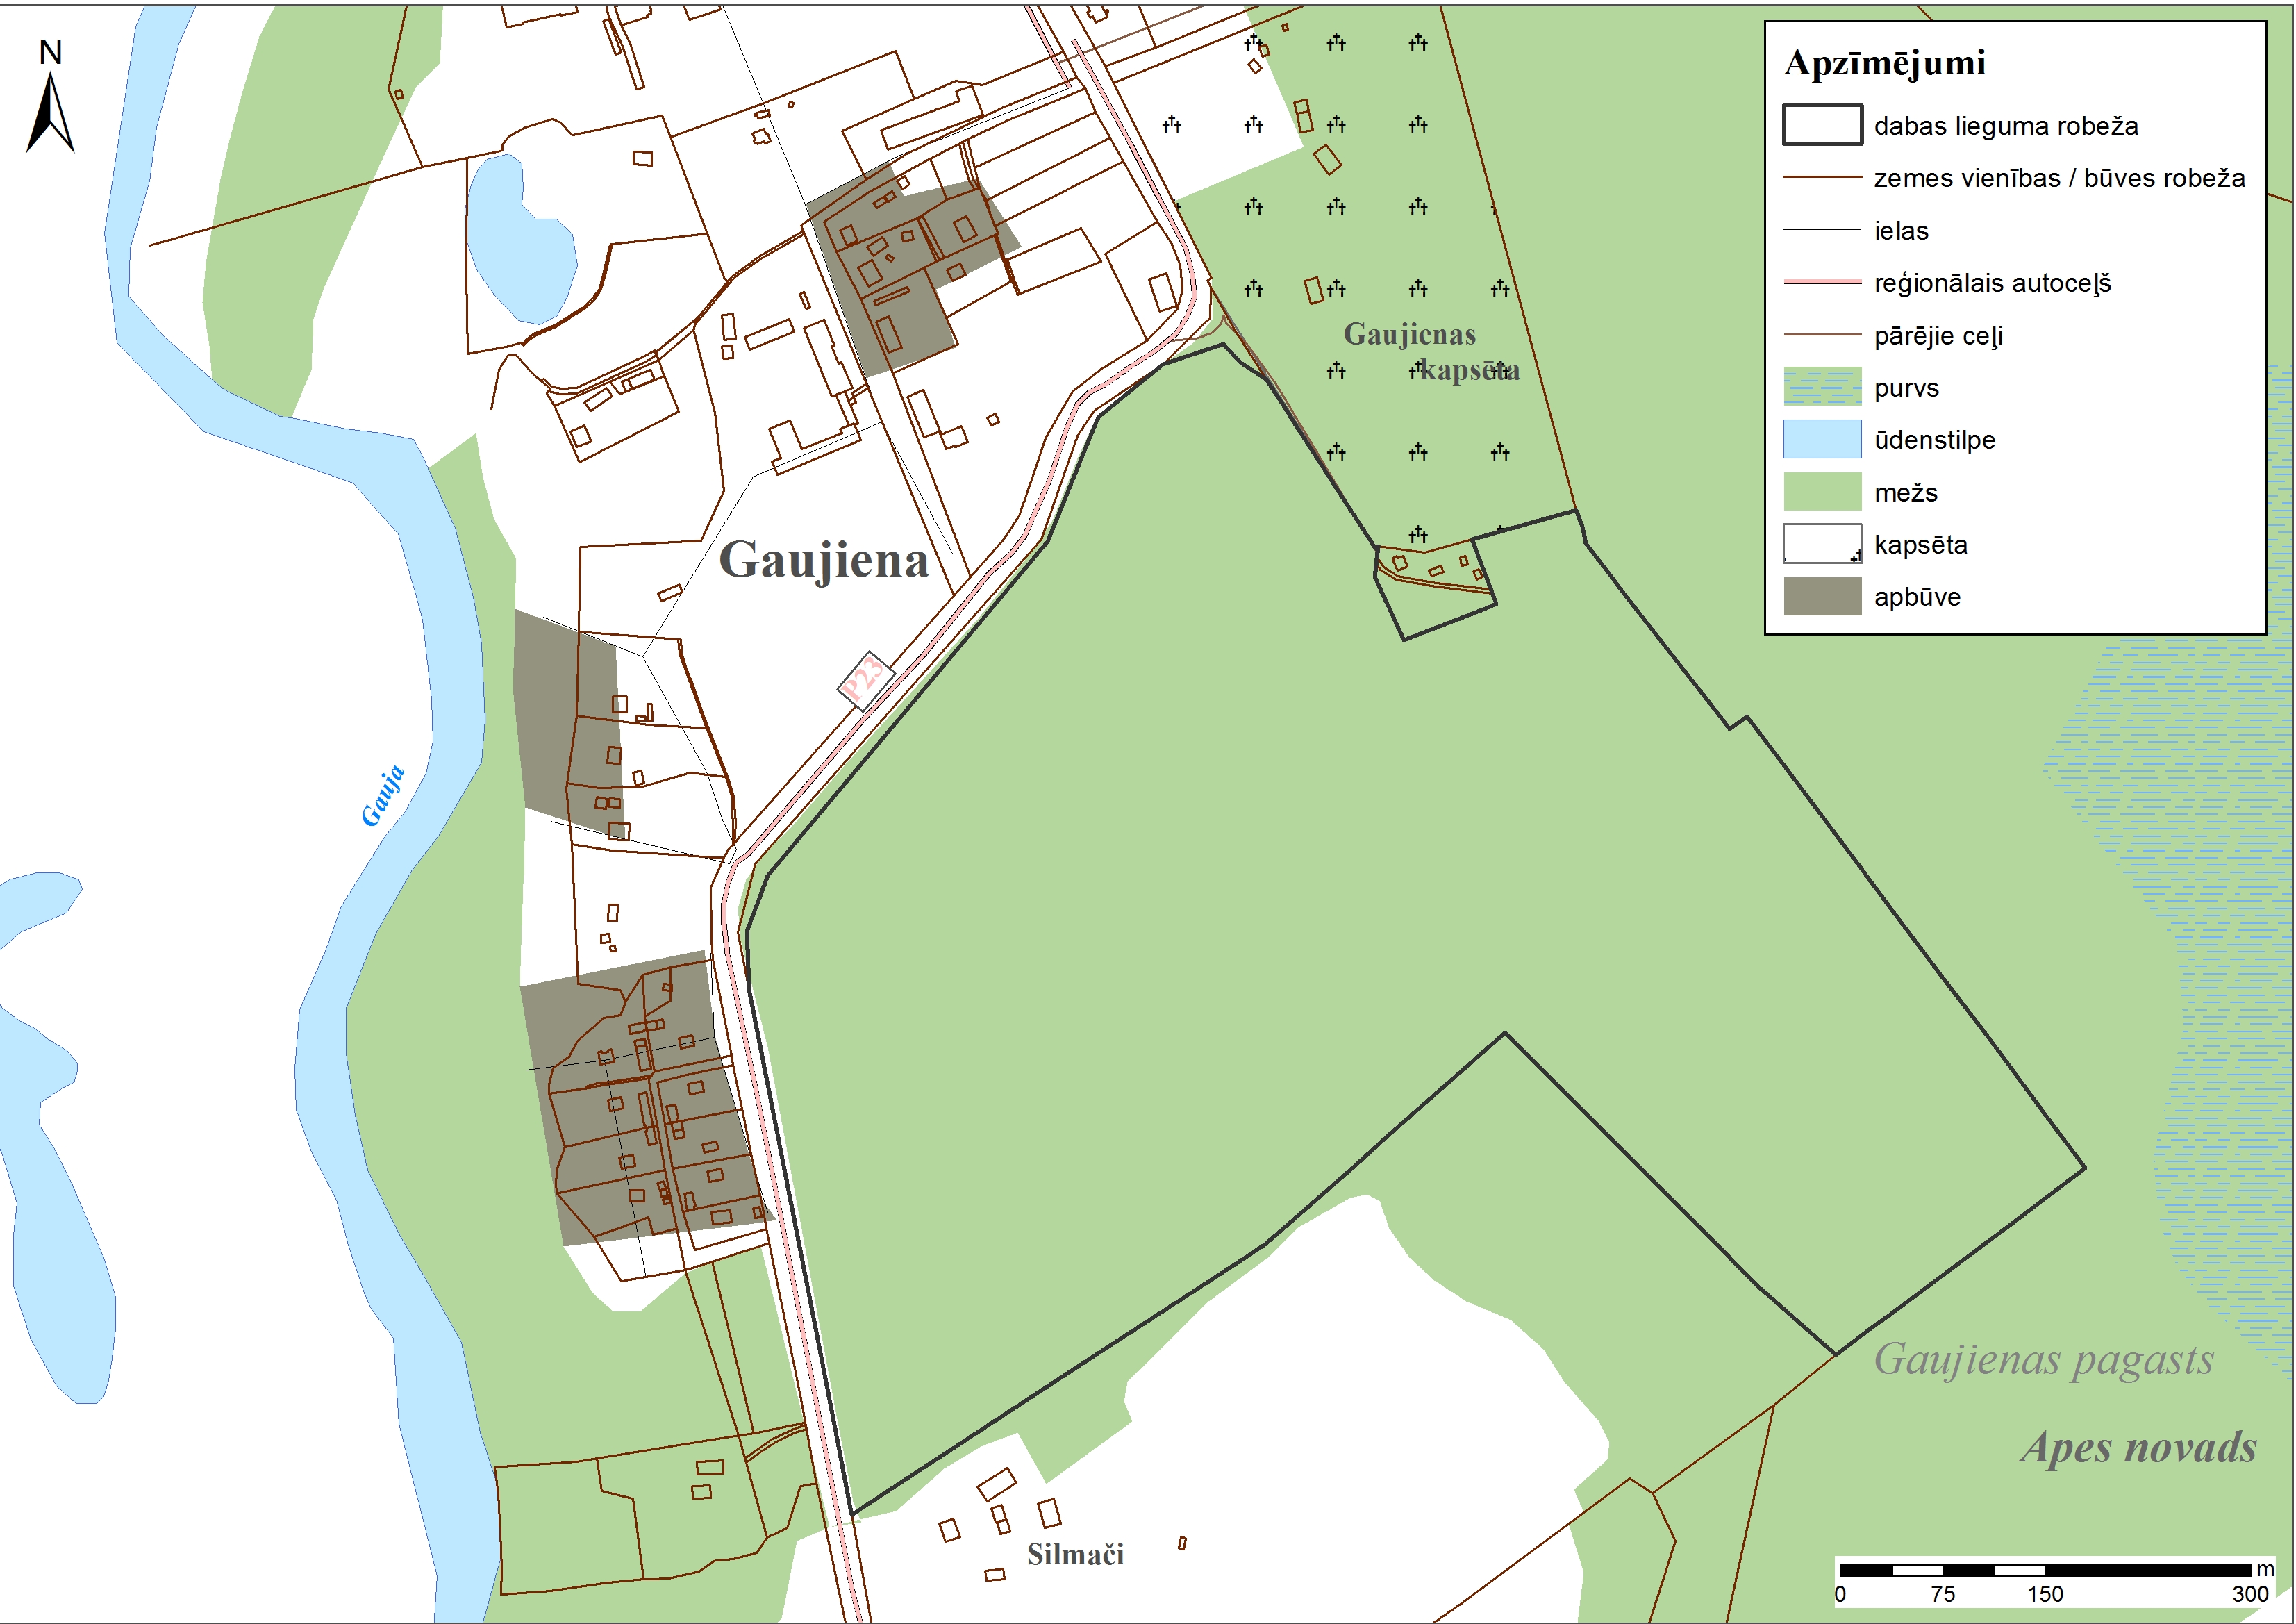 N
Apzīmējumi
dabas lieguma robeža
zemes vienības / būves robeža
ielas
reģionālais autoceļš
pārējie ceļi
purvs
ūdenstilpe
mežs
kapsēta
apbūve
Gaujienas
kapsēta
Gaujiena
P23
Gauja
Gaujienas pagasts
Apes novads
Silmači
m
0 75 150 300